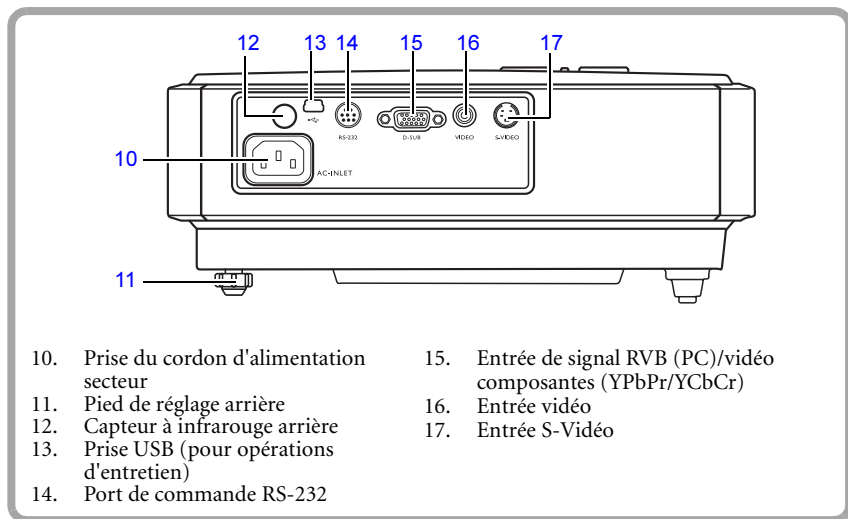 12 13 14 15 16 17
RS-232 D-SUB VIDEO S-VIDEO
10
AC-INLET
11
10. Prise du cordon d'alimentation
secteur
11. Pied de réglage arrière
12. Capteur à infrarouge arrière
13. Prise USB (pour opérations
d'entretien)
14. Port de commande RS-232
15. Entrée de signal RVB (PC)/vidéo
composantes (YPbPr/YCbCr)
16. Entrée vidéo
17. Entrée S-Vidéo